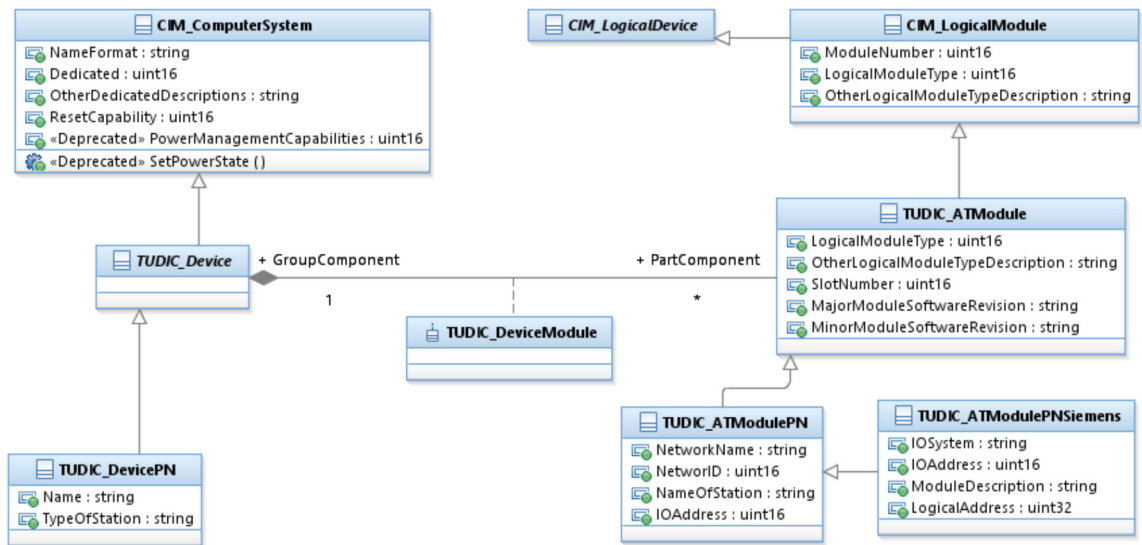 CIM_ComputerSystem
NameFormat : string
Dedicated : uint16
OtherDedicatedDescriptions : string
ResetCapability : uint16
«Deprecated» PowerManagementCapabilities : uint16
«Deprecated» SetPowerState ( )
CIM_LogicalDevice
CIM_LogicalModule
ModuleNumber : uint16
LogicalModuleType : uint16
OtherLogicalModuleTypeDescription : string
TUDIC_Device
+ GroupComponent
1
+ PartComponent
*
TUDIC_DeviceModule
TUDIC_ATModule
LogicalModuleType : uint16
OtherLogicalModuleTypeDescription : string
SlotNumber : uint16
MajorModuleSoftwareRevision : string
MinorModuleSoftwareRevision : string
TUDIC_DevicePN
Name : string
TypeOfStation : string
TUDIC_ATModulePN
NetworkName : string
NetworID : uint16
NameOfStation : string
IOAddress : uint16
TUDIC_ATModulePNSiemens
IOSystem : string
IOAddress : uint16
ModuleDescription : string
LogicalAddress : uint32